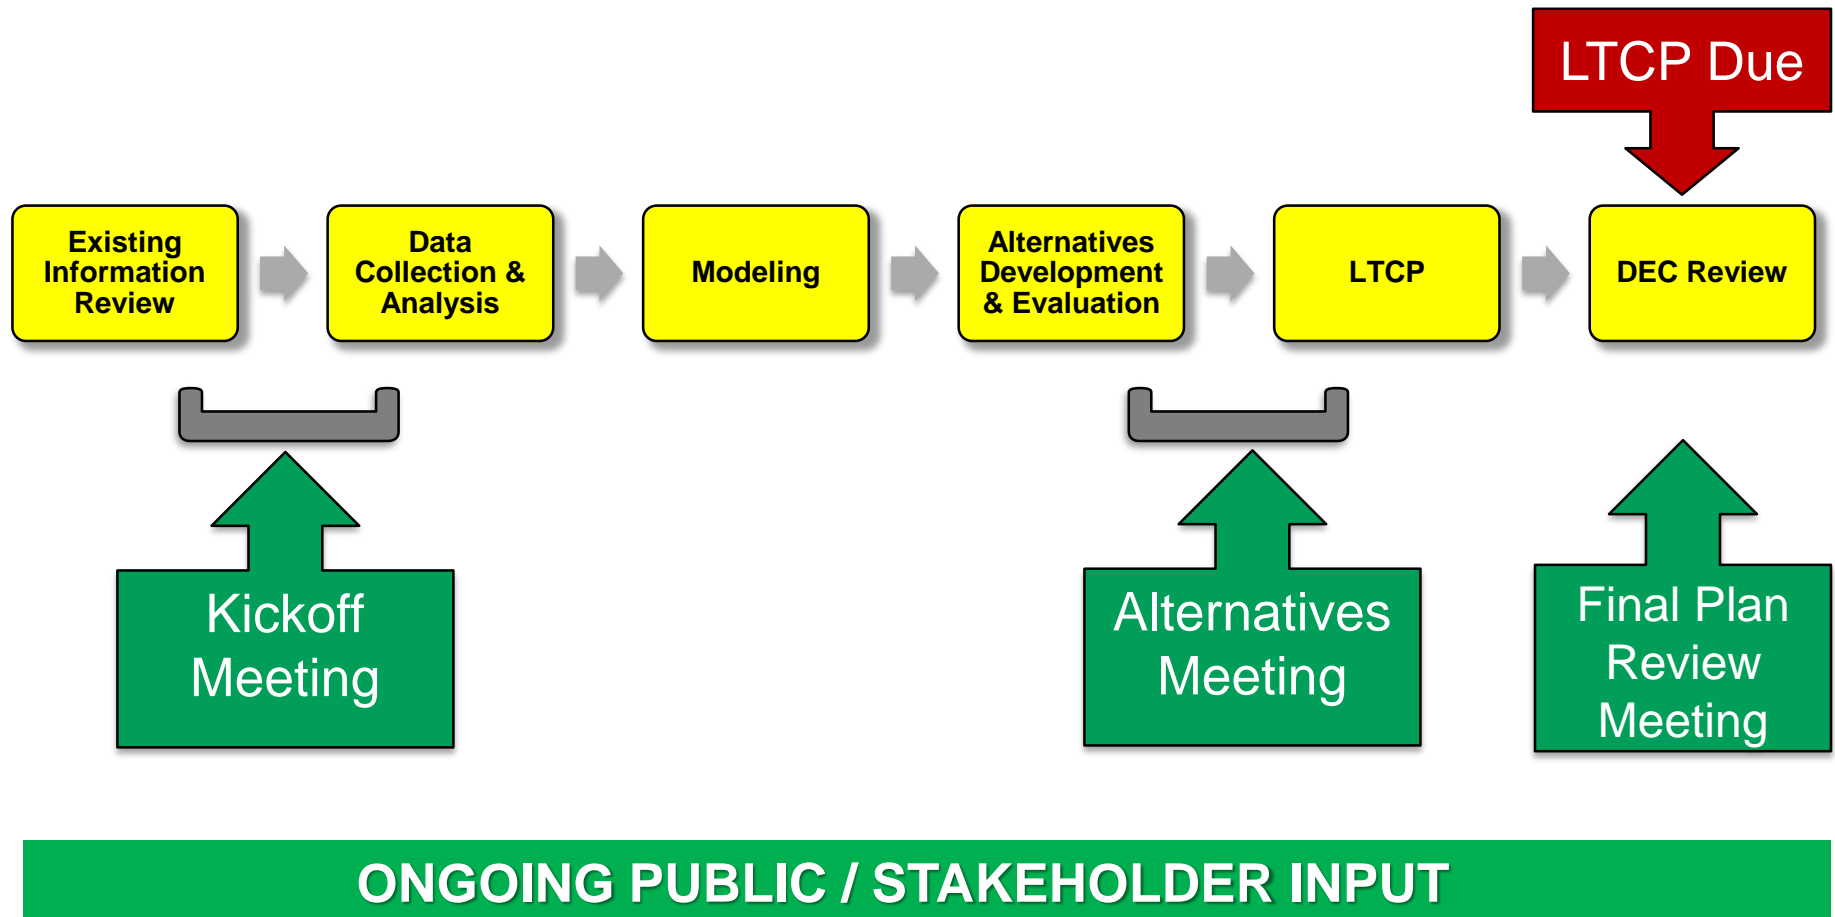 LTCP Due
Existing
Information
Review
Data
Collection &
Analysis
Modeling
Alternatives
Development
& Evaluation
LTCP
DEC Review
Kickoff
Meeting
Alternatives
Meeting
Final Plan
Review
Meeting
ONGOING PUBLIC / STAKEHOLDER INPUT